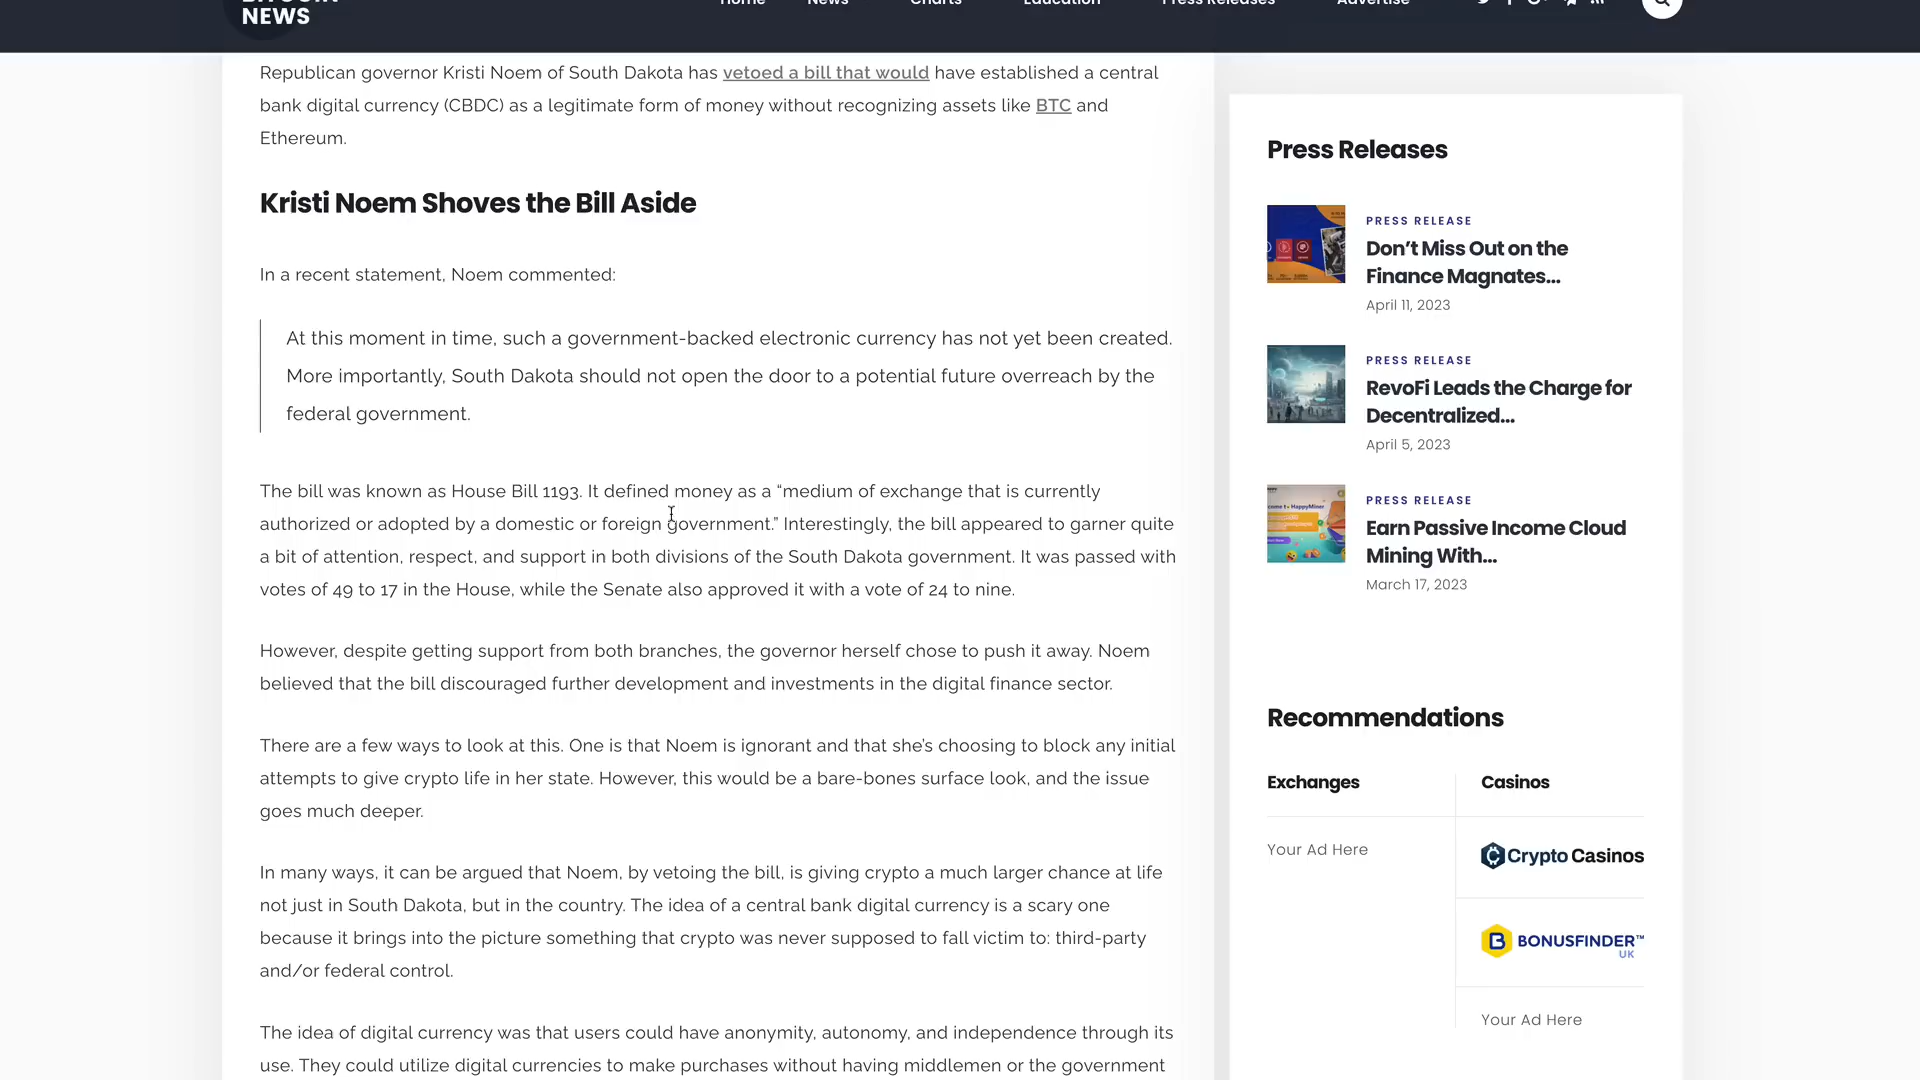 NEWS
Republican governor Kristi Noem of South Dakota has vetoed a bill that would have established a central
bank digital currency (CBDC) as a legitimate form of money without recognizing assets like BTC and
Ethereum.
Kristi Noem Shoves the Bill Aside
In a recent statement, Noem commented:
At this moment in time, such a government-backed electronic currency has not yet been created.
More importantly, South Dakota should not open the door to a potential future overreach by the
federal government.
The bill was known as House Bill 1193. It defined money as a “medium of exchange that is currently
authorized or adopted by a domestic or foreign government.” Interestingly, the bill appeared to garner quite
a bit of attention, respect, and support in both divisions of the South Dakota government. It was passed with
votes of 49 to 17 in the House, while the Senate also approved it with a vote of 24 to nine.
However, despite getting support from both branches, the governor herself chose to push it away. Noem
believed that the bill discouraged further development and investments in the digital finance sector.
There are a few ways to look at this. One is that Noem is ignorant and that she’s choosing to block any initial
attempts to give crypto life in her state. However, this would be a bare-bones surface look, and the issue
goes much deeper.
In many ways, it can be argued that Noem, by vetoing the bill, is giving crypto a much larger chance at life
not just in South Dakota, but in the country. The idea of a central bank digital currency is a scary one
because it brings into the picture something that crypto was never supposed to fall victim to: third-party
and/or federal control.
The idea of digital currency was that users could have anonymity, autonomy, and independence through its
use. They could utilize digital currencies to make purchases without having middlemen or the government
Press Releases
PRESS RELEASE
Don’t Miss Out on the
Finance Magnates...
April 11, 2023
PRESS RELEASE
RevoFi Leads the Charge for
Decentralized...
April 5, 2023
PRESS RELEASE
Earn Passive Income Cloud
Mining With...
March 17, 2023
Recommendations
Exchanges
Your Ad Here
Casinos
Crypto Casinos
BONUSFINDER™
UK
Your Ad Here